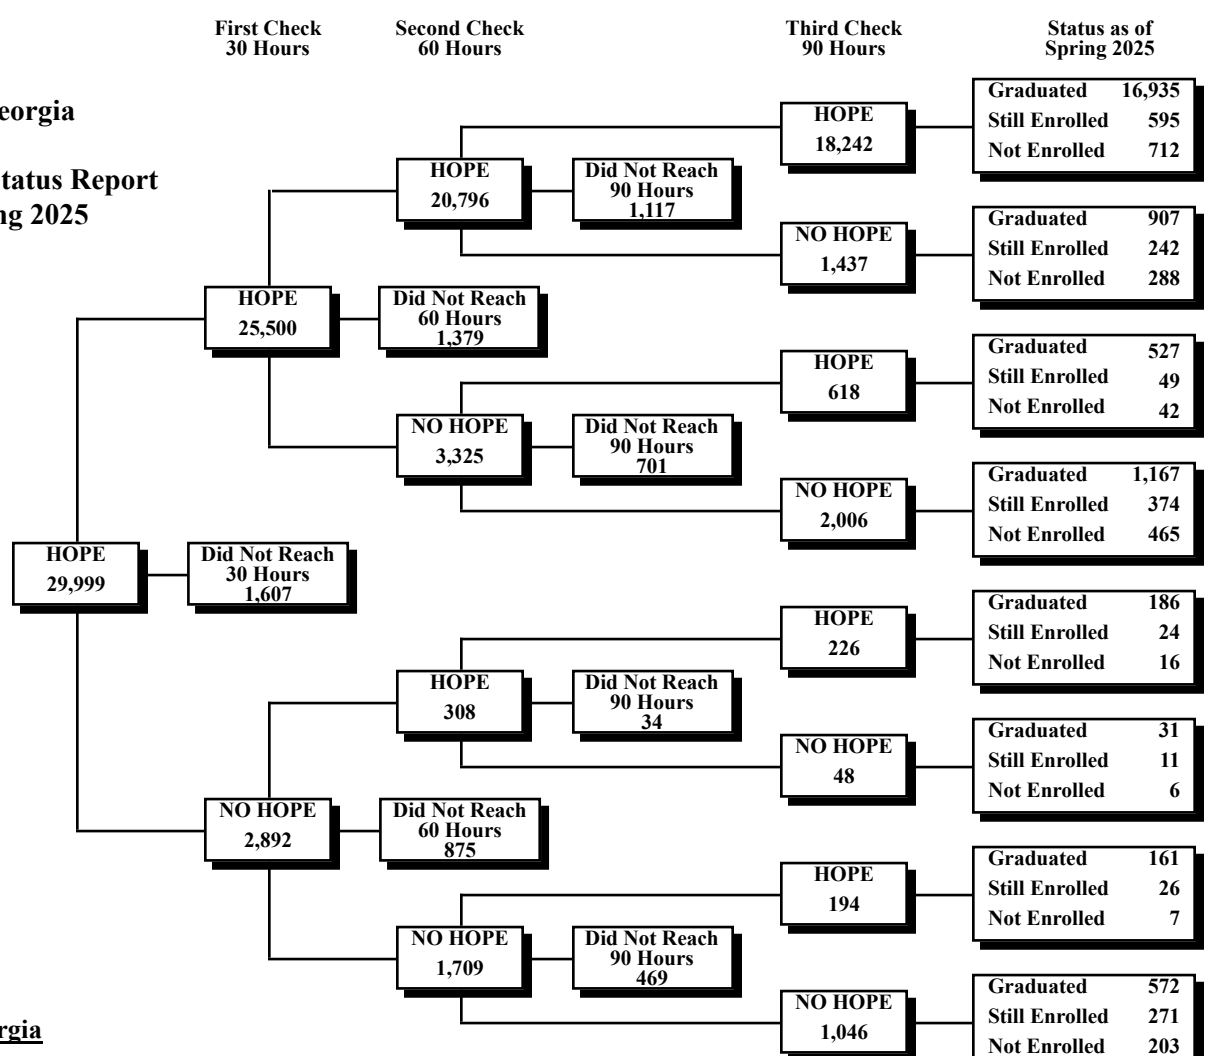 First Check Second Check Third Check Status as of
30 Hours 60 Hours 90 Hours Spring 2025
Graduated 16,935
eorgia
HOPE
Still Enrolled 595
18,242
Not Enrolled 712
HOPE
Did Not Reach
tatus Report
90 Hours
20,796
1,117
ng 2025
Graduated 907
NO HOPE
Still Enrolled 242
1,437
Not Enrolled 288
HOPE
Did Not Reach
60 Hours
25,500
1,379
Graduated 527
HOPE
Still Enrolled 49
618
Not Enrolled 42
NO HOPE
Did Not Reach
90 Hours
3,325
701
Graduated 1,167
NO HOPE
Still Enrolled 374
2,006
Not Enrolled 465
HOPE
Did Not Reach
30 Hours
29,999
1,607
Graduated 186
HOPE
Still Enrolled 24
226
Not Enrolled 16
HOPE
Did Not Reach
90 Hours
308
34
Graduated 31
NO HOPE
Still Enrolled 11
48
Not Enrolled 6
NO HOPE
Did Not Reach
60 Hours
2,892
875
Graduated 161
HOPE
Still Enrolled 26
194
Not Enrolled 7
NO HOPE
Did Not Reach
90 Hours
1,709
469
Graduated 572
NO HOPE
Still Enrolled 271
1,046
Not Enrolled 203
rgia